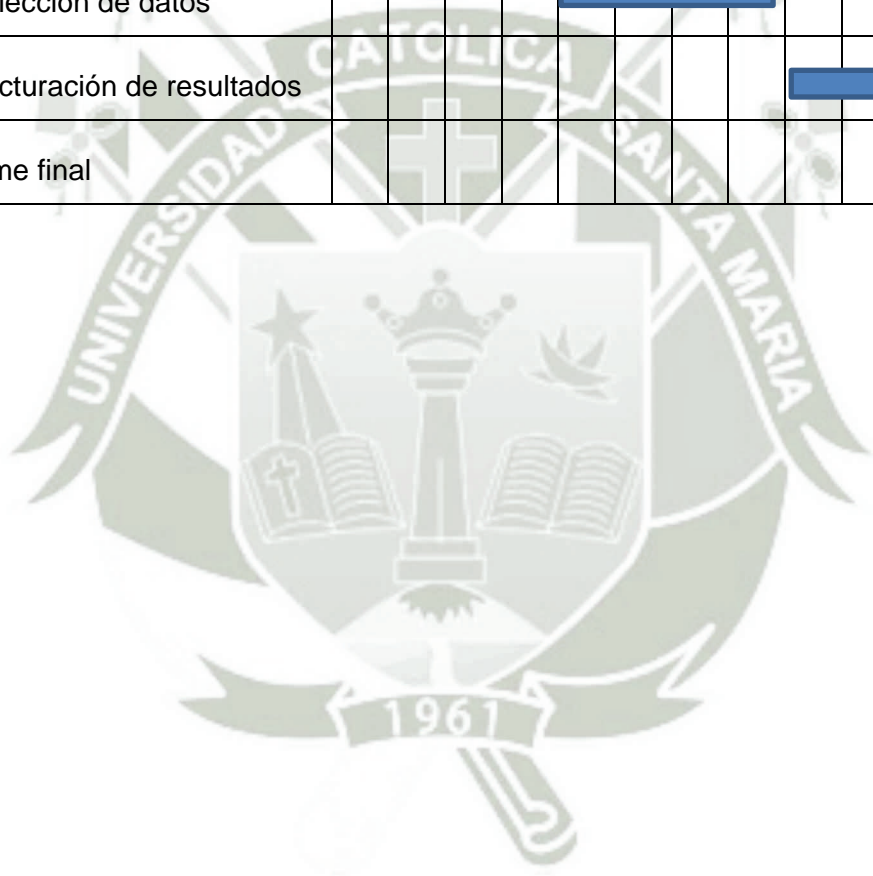 lección de datos
cturación de resultados
me final
UNIVERSIDAD CATOLICA SANTA MARIA
1961